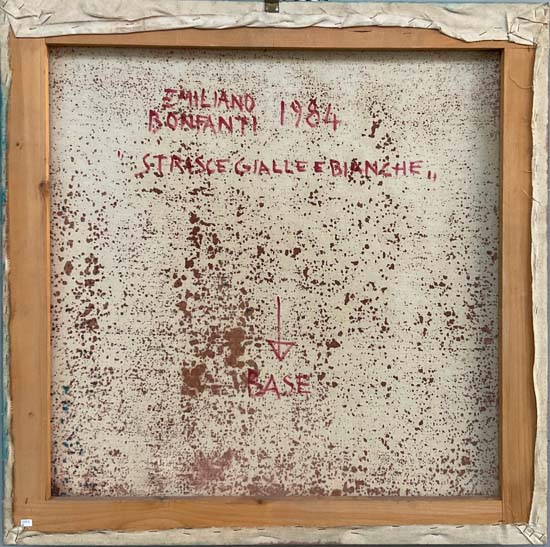 EMILIANO
BONFANTI 1984
"STRISCE GIALLE E BIANCHE"
BASE